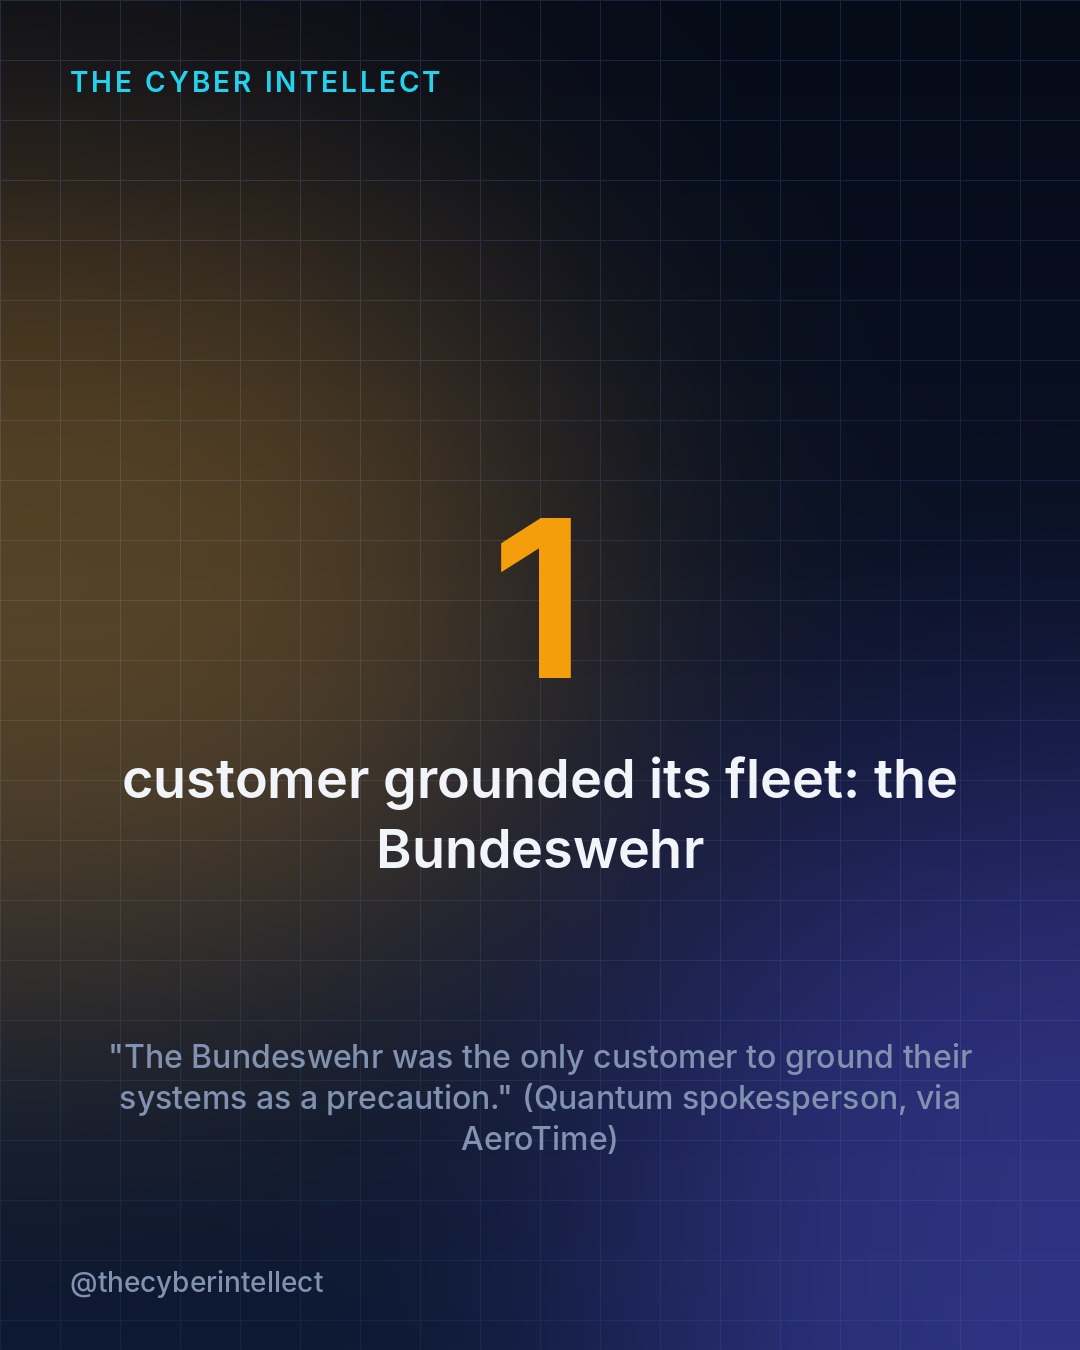 THE CYBER INTELLECT
1
customer grounded its fleet: the
Bundeswehr
"The Bundeswehr was the only customer to ground their
systems as a precaution." (Quantum spokesperson, via
AeroTime)
@thecyberintellect